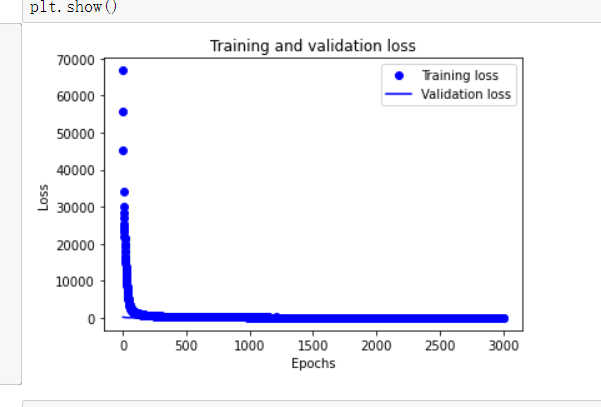 plt.show()
Training and validation loss
70000
60000
50000
40000
30000
20000
10000
0
Loss
Training loss
Validation loss
0 500 1000 1500 2000 2500 3000
Epochs